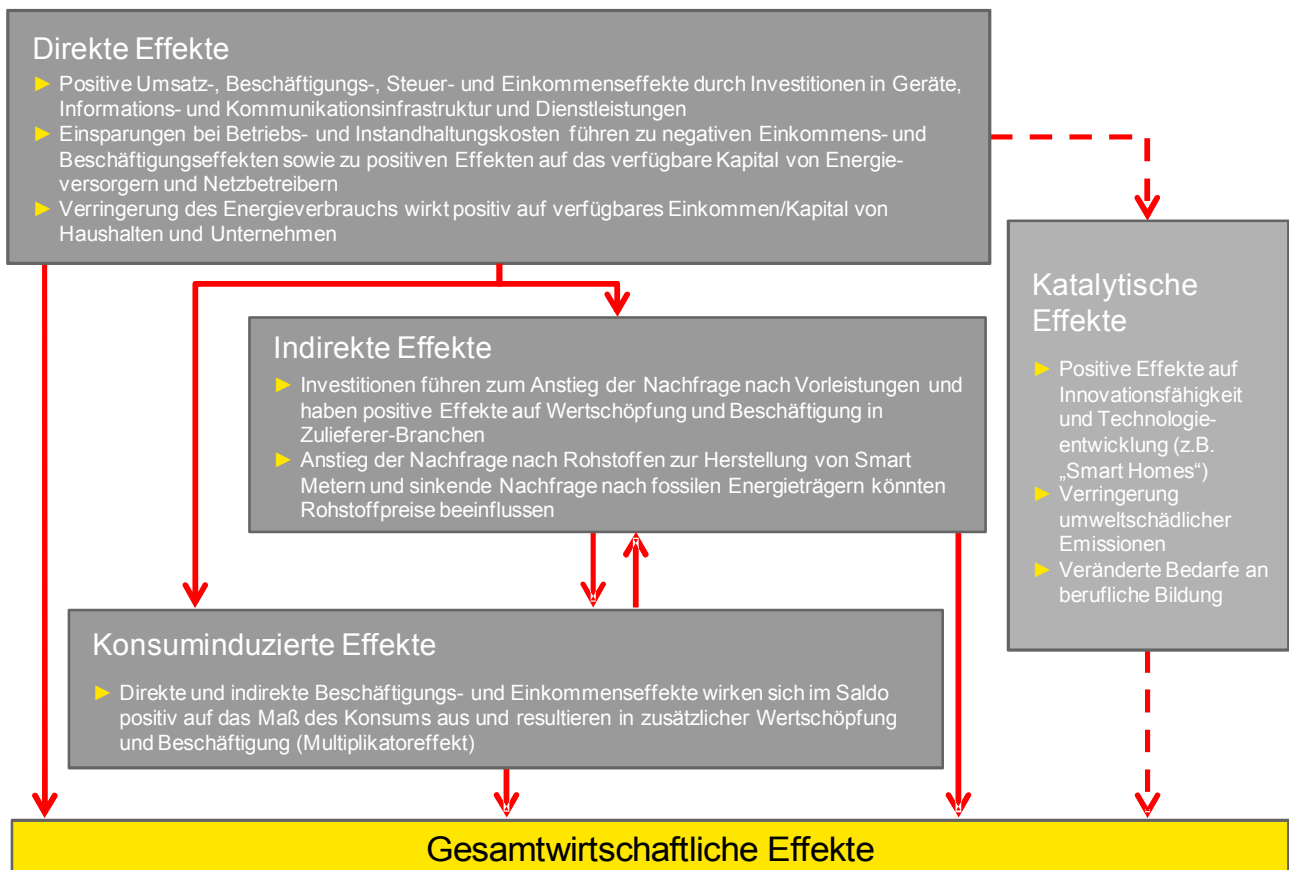 Direkte Effekte
► Positive Umsatz-, Beschäftigungs-, Steuer- und Einkommenseffekte durch Investitionen in Geräte,
Informations- und Kommunikationsinfrastruktur und Dienstleistungen
► Einsparungen bei Betriebs- und Instandhaltungskosten führen zu negativen Einkommens- und
Beschäftigungseffekten sowie zu positiven Effekten auf das verfügbare Kapital von Energie-
versorgern und Netzbetreibern
► Verringerung des Energieverbrauchs wirkt positiv auf verfügbares Einkommen/Kapital von
Haushalten und Unternehmen
Indirekte Effekte
► Investitionen führen zum Anstieg der Nachfrage nach Vorleistungen und
haben positive Effekte auf Wertschöpfung und Beschäftigung in
Zulieferer-Branchen
► Anstieg der Nachfrage nach Rohstoffen zur Herstellung von Smart
Metern und sinkende Nachfrage nach fossilen Energieträgern könnten
Rohstoffpreise beeinflussen
Katalytische
Effekte
► Positive Effekte auf
Innovationsfähigkeit
und Technologie-
entwicklung (z.B.
„Smart Homes“)
► Verringerung
umweltschädlicher
Emissionen
► Veränderte Bedarfe an
berufliche Bildung
Konsuminduzierte Effekte
► Direkte und indirekte Beschäftigungs- und Einkommenseffekte wirken sich im Saldo
positiv auf das Maß des Konsums aus und resultieren in zusätzlicher Wertschöpfung
und Beschäftigung (Multiplikatoreffekt)
Gesamtwirtschaftliche Effekte